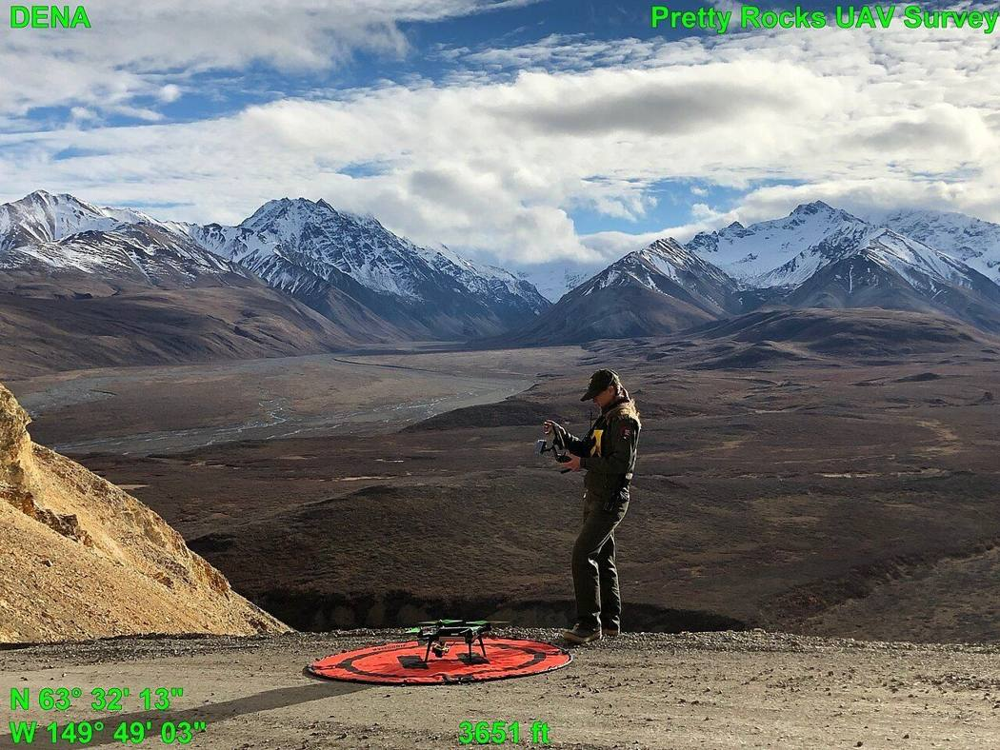 DENA
Pretty Rocks UAV Survey
N 63° 32' 13"
W 149° 49' 03"
3651 ft